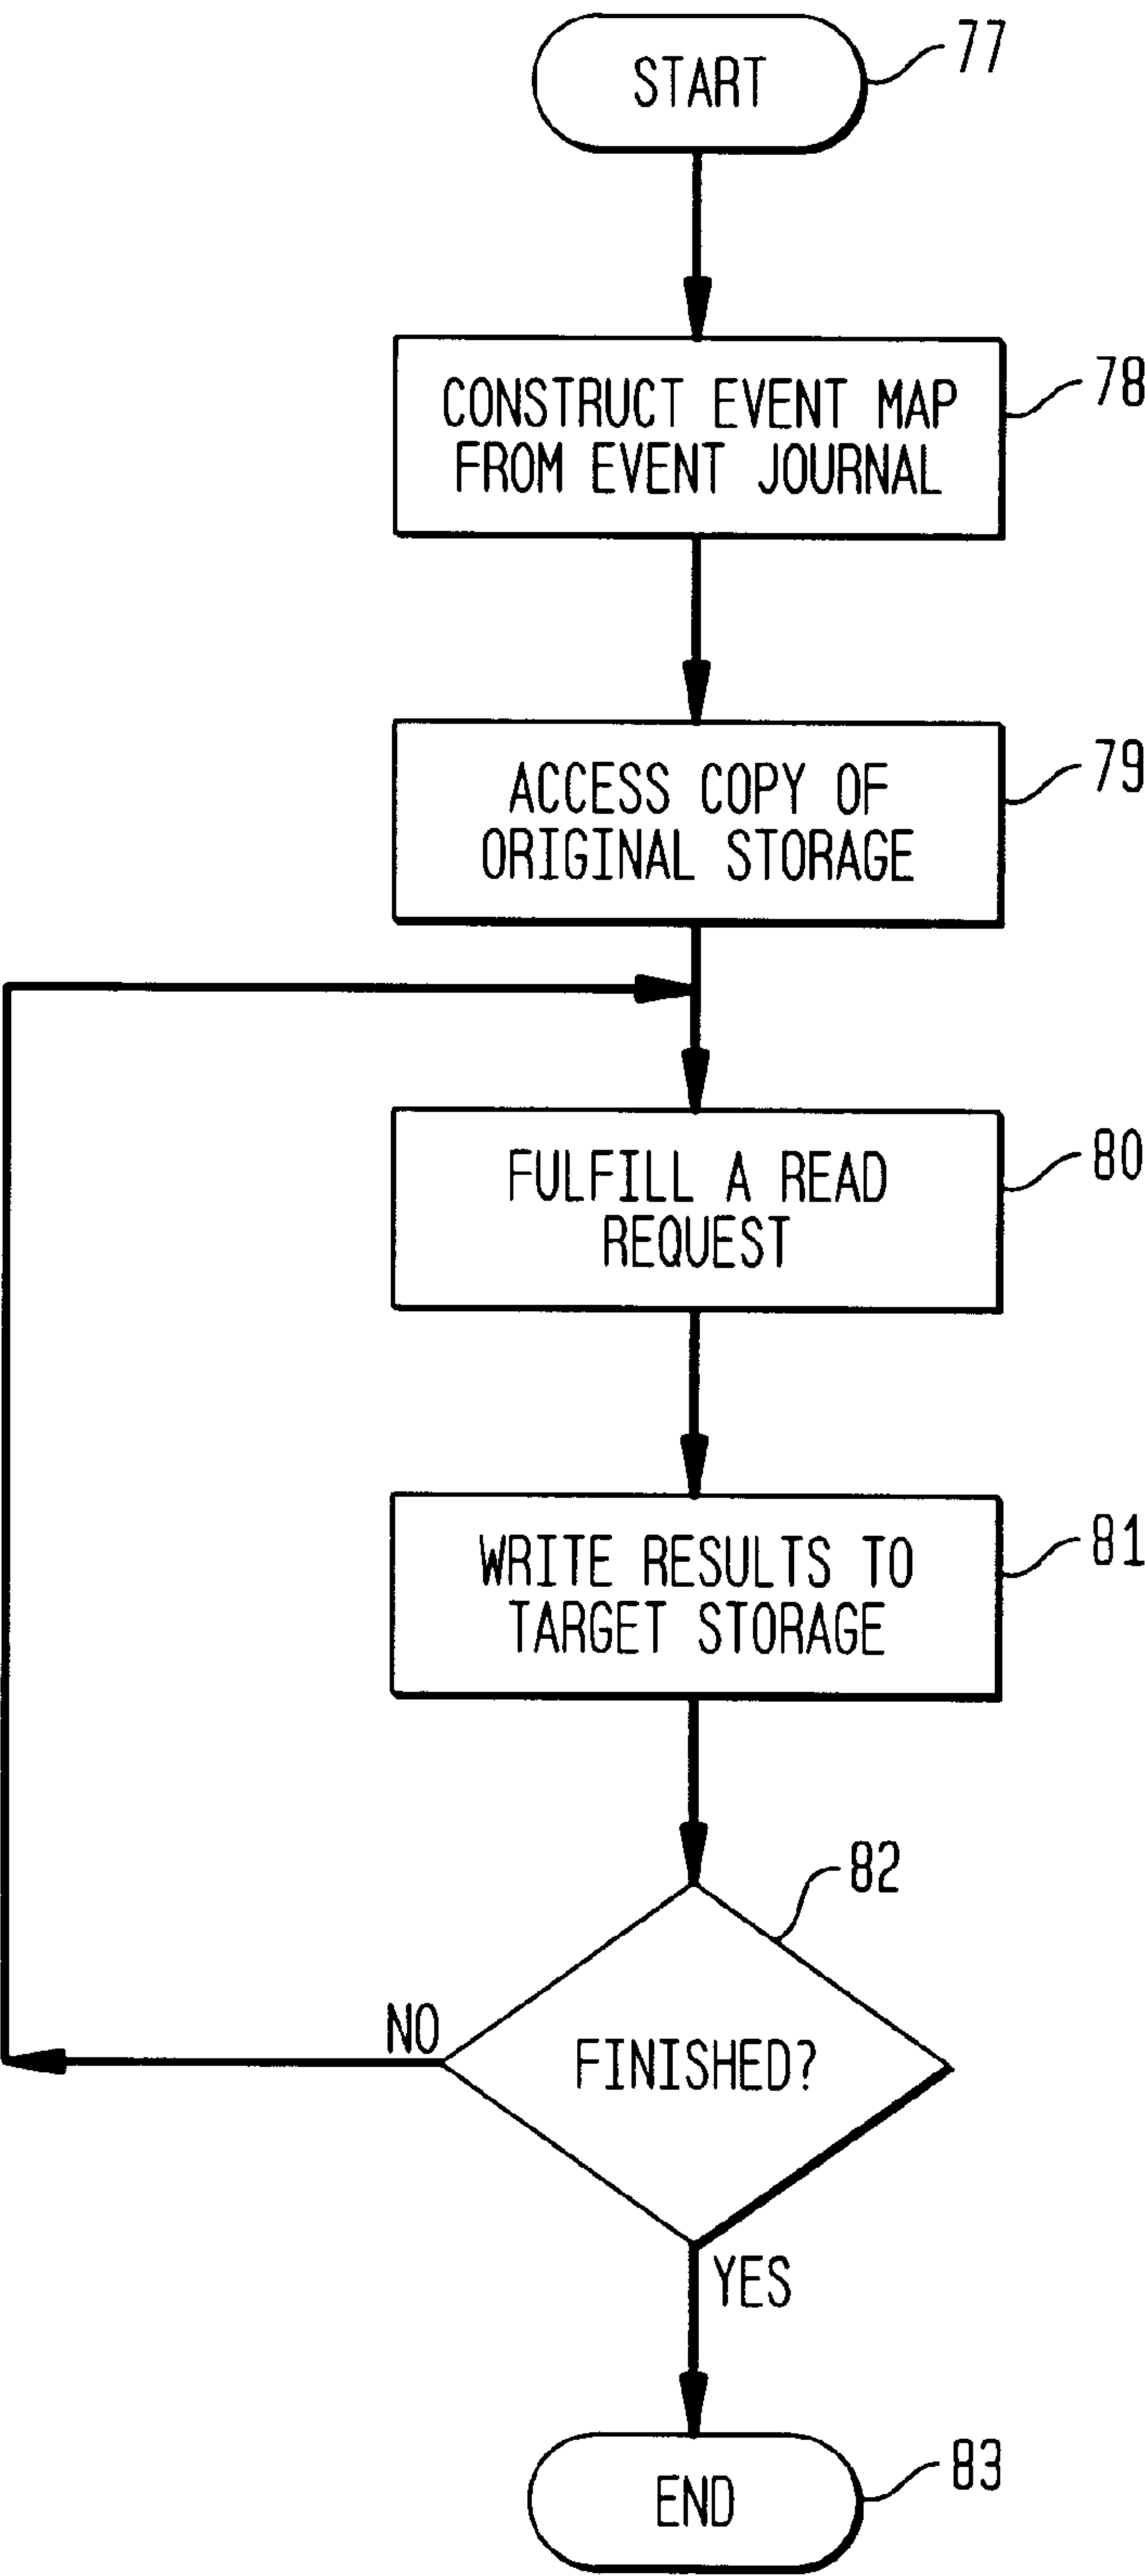 START
77
CONSTRUCT EVENT MAP
FROM EVENT JOURNAL
78
ACCESS COPY OF
ORIGINAL STORAGE
79
FULFILL A READ
REQUEST
80
WRITE RESULTS TO
TARGET STORAGE
81
82
NO
FINISHED?
YES
END
83